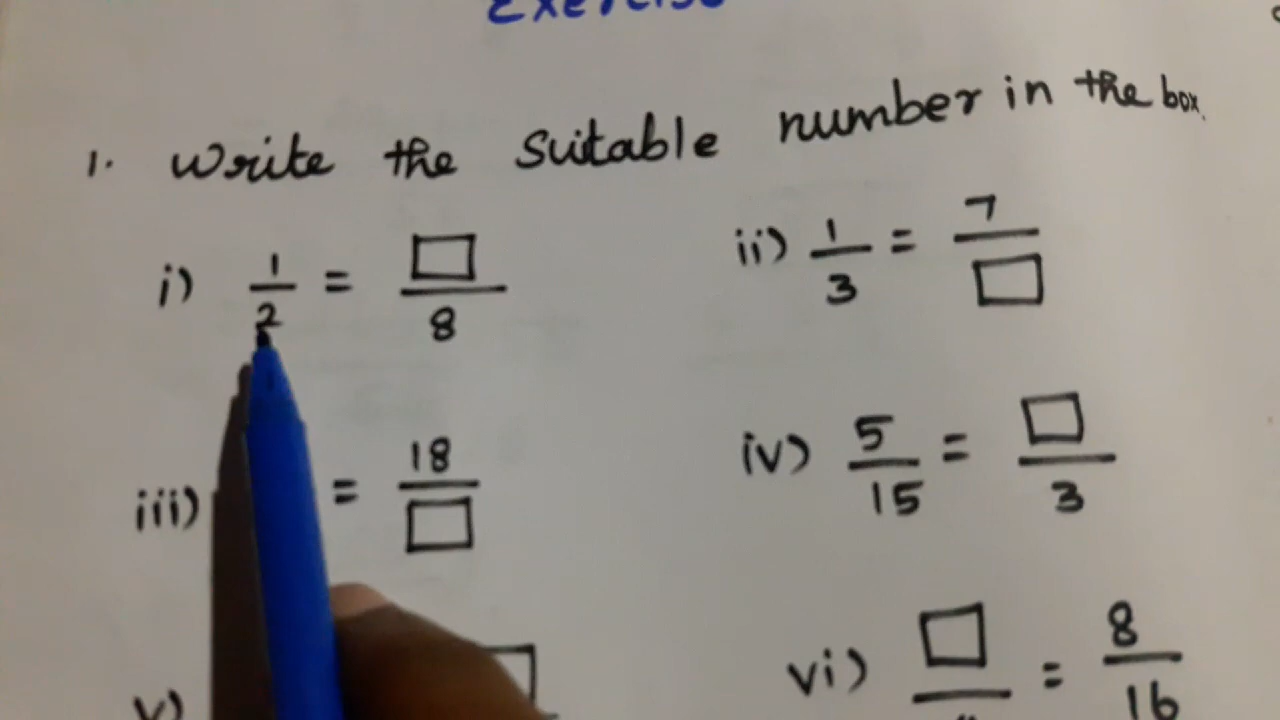 Exercise
1. Write the suitable number in the box.
i) 1/2 = □/8
ii) 1/3 = 7/□
iii) = 18/□
iv) 5/15 = □/3
v)
vi) □/ = 8/16